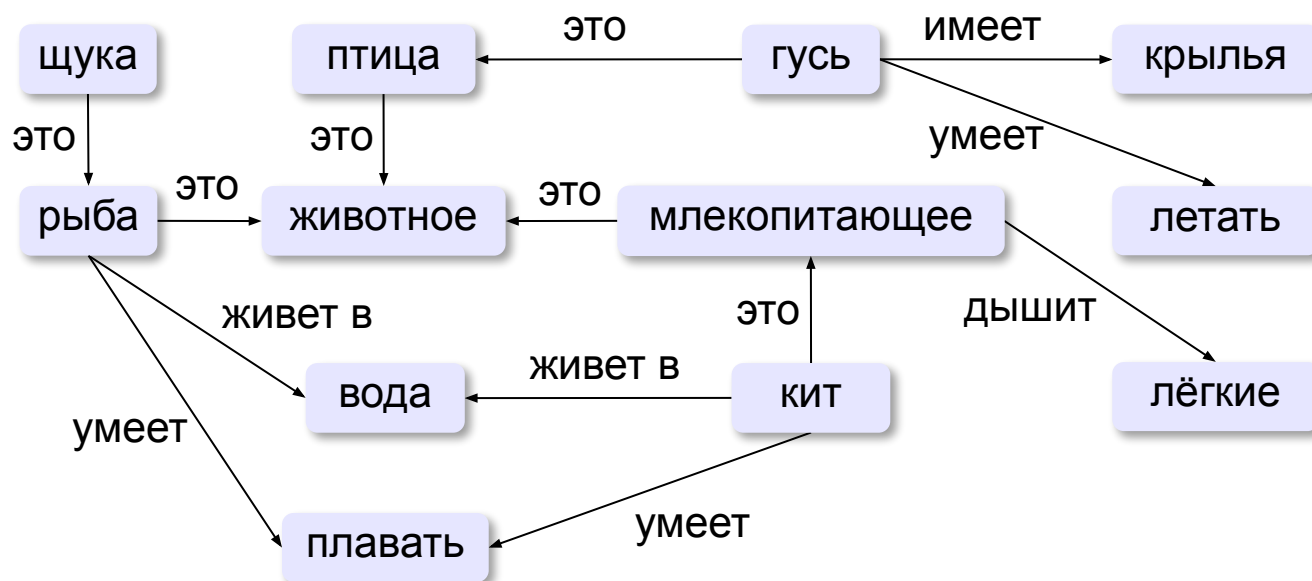 щука
птица
это
гусь
имеет
крылья
это
это
умеет
рыба
это
животное
это
млекопитающее
летать
живет в
это
дышит
вода
живет в
кит
лёгкие
умеет
плавать
умеет